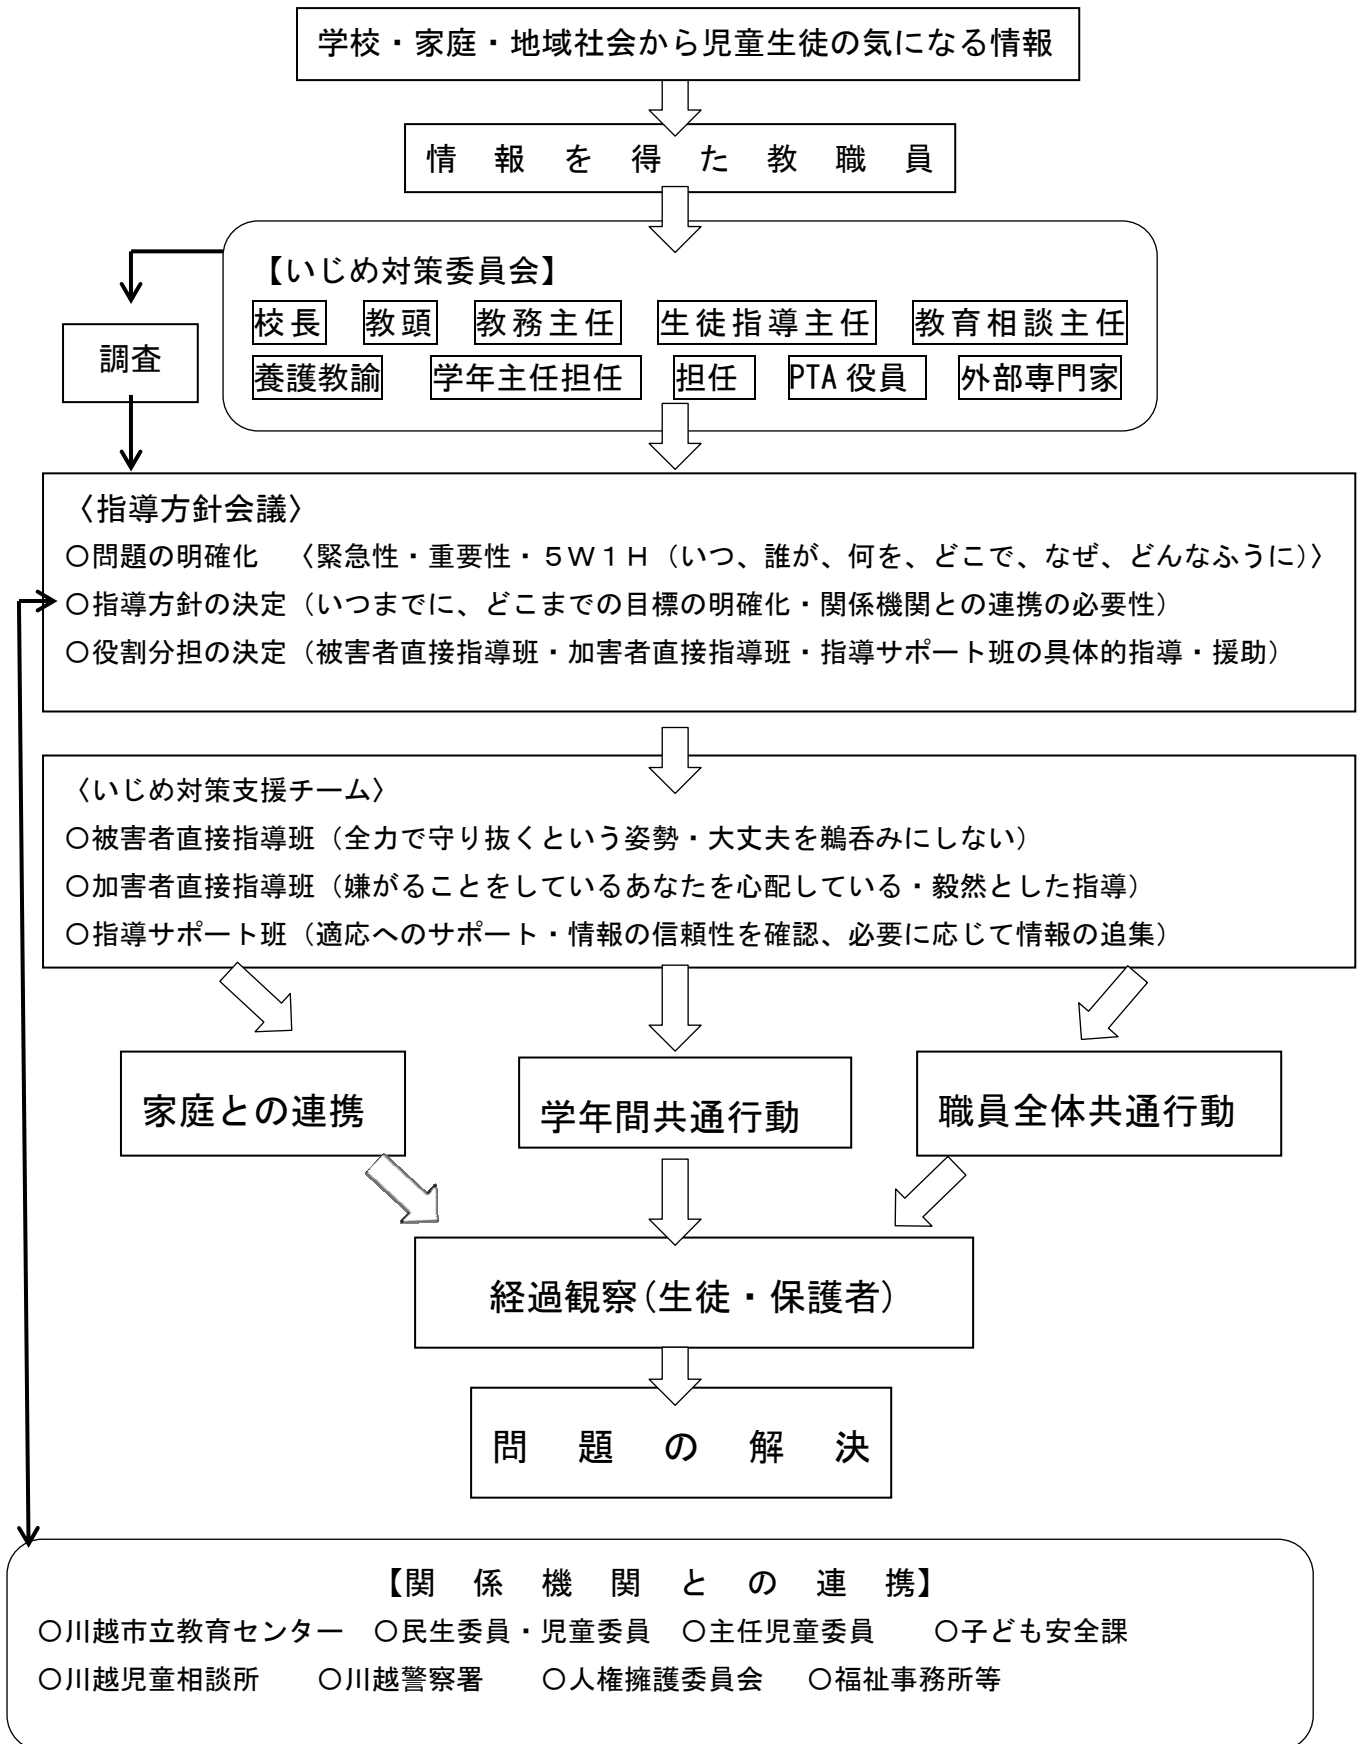 学校・家庭・地域社会から児童生徒の気になる情報
情報を得た教職員
【いじめ対策委員会】
校長 教頭 教務主任 生徒指導主任 教育相談主任
養護教諭 学年主任担任 担任 PTA 役員 外部専門家
調査
〈指導方針会議〉
○問題の明確化 〈緊急性・重要性・５Ｗ１Ｈ（いつ、誰が、何を、どこで、なぜ、どんなふうに）〉
○指導方針の決定（いつまでに、どこまでの目標の明確化・関係機関との連携の必要性）
○役割分担の決定（被害者直接指導班・加害者直接指導班・指導サポート班の具体的指導・援助）
〈いじめ対策支援チーム〉
○被害者直接指導班（全力で守り抜くという姿勢・大丈夫を鵜呑みにしない）
○加害者直接指導班（嫌がることをしているあなたを心配している・毅然とした指導）
○指導サポート班（適応へのサポート・情報の信頼性を確認、必要に応じて情報の追集）
家庭との連携 学年間共通行動 職員全体共通行動
経過観察(生徒・保護者)
問題の解決
【関係機関との連携】
○川越市立教育センター ○民生委員・児童委員 ○主任児童委員 ○子ども安全課
○川越児童相談所 ○川越警察署 ○人権擁護委員会 ○福祉事務所等